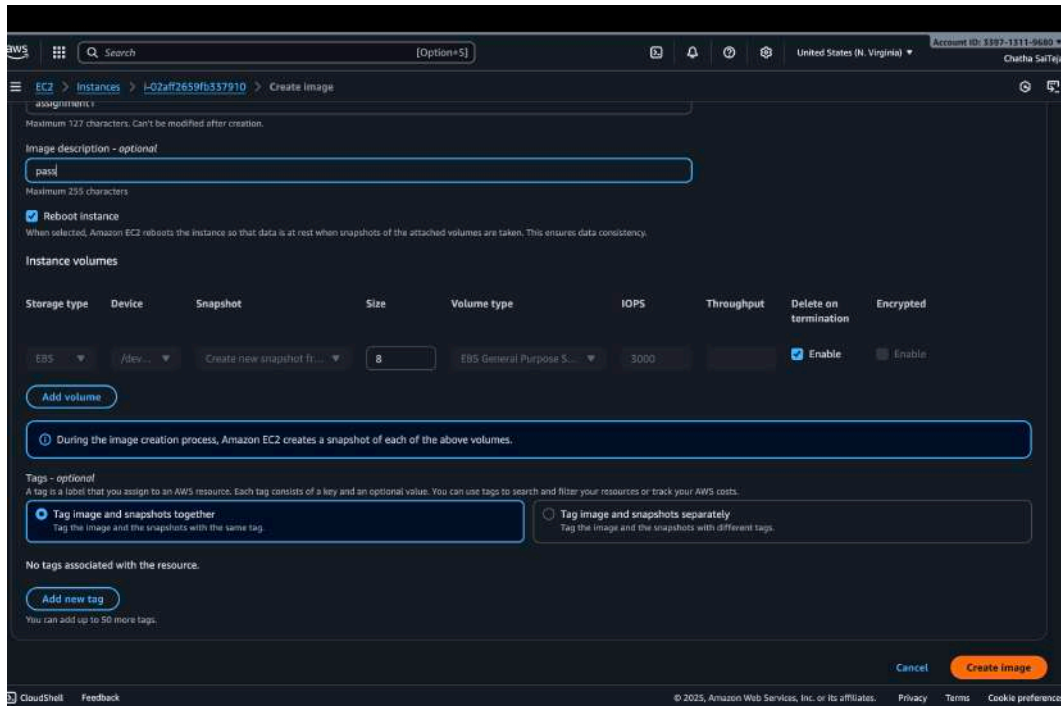 aws Search [Option+S] United States (N. Virginia) Account ID: 3397-1311-9680
Chatha SaiTeja
EC2 > Instances > i-02aff2659fb337910 > Create image
assignment1
Maximum 127 characters. Can't be modified after creation.
Image description - optional
pass
Maximum 255 characters
Reboot instance
When selected, Amazon EC2 reboots the instance so that data is at rest when snapshots of the attached volumes are taken. This ensures data consistency.
Instance volumes
Storage type Device Snapshot Size Volume type IOPS Throughput Delete on termination Encrypted
EBS /dev... Create new snapshot fr... 8 EBS General Purpose S... 3000 Enable Enable
Add volume
During the image creation process, Amazon EC2 creates a snapshot of each of the above volumes.
Tags - optional
A tag is a label that you assign to an AWS resource. Each tag consists of a key and an optional value. You can use tags to search and filter your resources or track your AWS costs.
Tag image and snapshots together Tag image and snapshots separately
Tag the image and the snapshots with the same tag. Tag the image and the snapshots with different tags.
No tags associated with the resource.
Add new tag
You can add up to 50 more tags.
Cancel Create image
CloudShell Feedback © 2025, Amazon Web Services, Inc. or its affiliates. Privacy Terms Cookie preferences